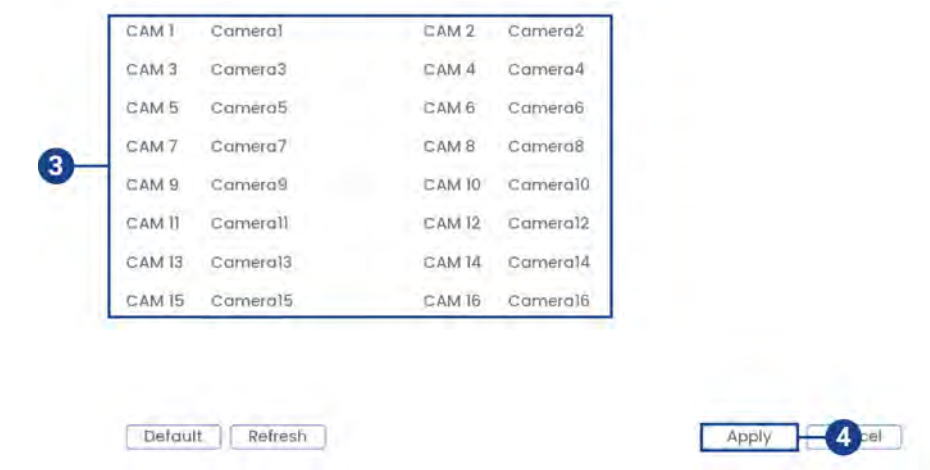 CAM 1 Camera1 CAM 2 Camera2
CAM 3 Camera3 CAM 4 Camera4
CAM 5 Camera5 CAM 6 Camera6
3 CAM 7 Camera7 CAM 8 Camera8
CAM 9 Camera9 CAM 10 Camera10
CAM 11 Camera11 CAM 12 Camera12
CAM 13 Camera13 CAM 14 Camera14
CAM 15 Camera15 CAM 16 Camera16
Default Refresh Apply 4 cel